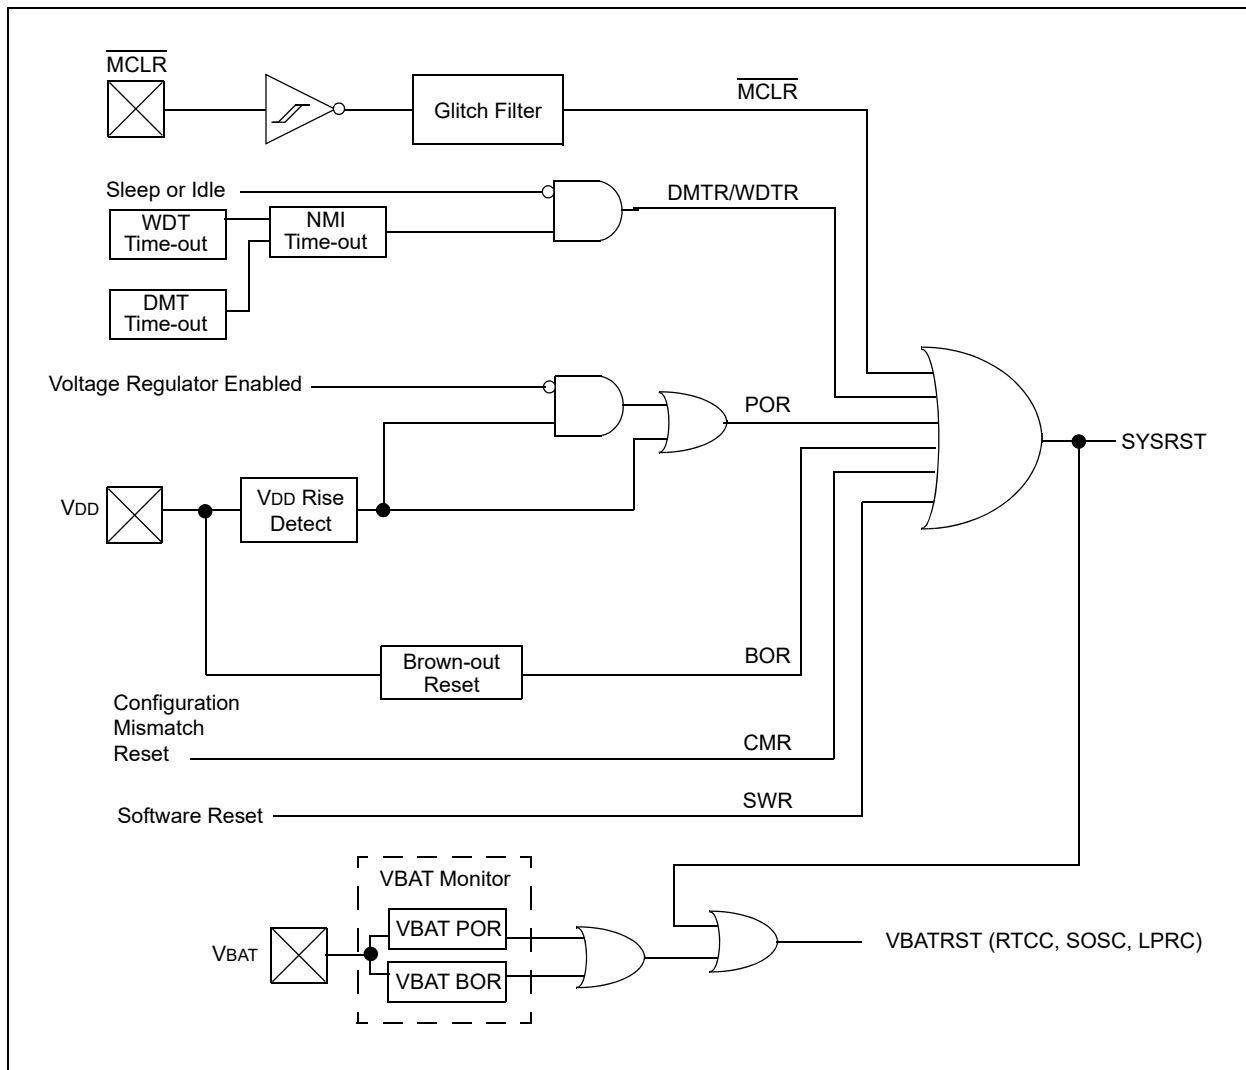 MCLR
MCLR
Glitch Filter
Sleep or Idle
DMTR/WDTR
WDT
Time-out
NMI
Time-out
DMT
Time-out
Voltage Regulator Enabled
POR
SYSRST
VDD
VDD Rise
Detect
Brown-out
Reset
BOR
Configuration
Mismatch
Reset
CMR
Software Reset
SWR
VBAT Monitor
VBAT POR
VBAT
VBAT BOR
VBATRST (RTCC, SOSC, LPRC)